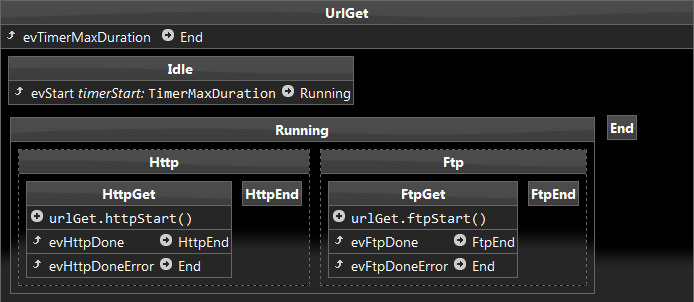 UrlGet
evTimerMaxDuration End
Idle
evStart timerStart: TimerMaxDuration Running
End
Running
Http Ftp
HttpGet HttpEnd FtpGet FtpEnd
urlGet.httpStart() urlGet.ftpStart()
evHttpDone HttpEnd evFtpDone FtpEnd
evHttpDoneError End evFtpDoneError End